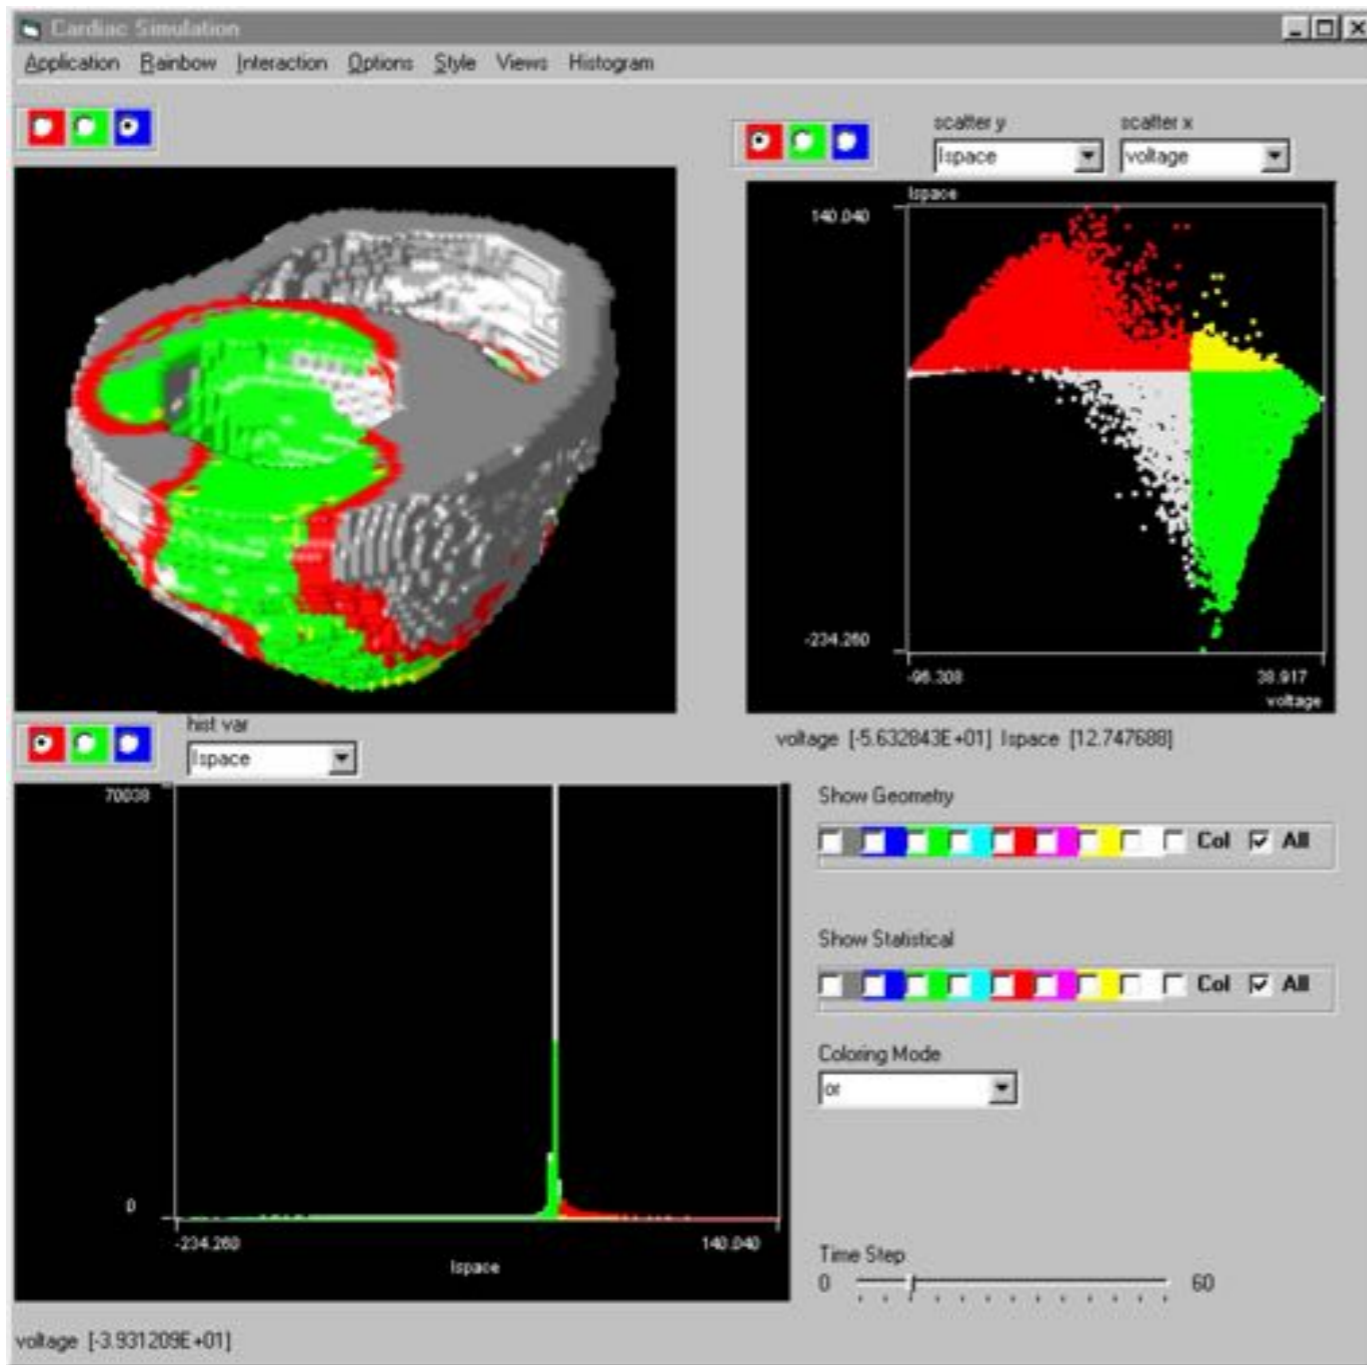 Cardiac Simulation
Application Rainbow Interaction Options Style Views Histogram
scatter y scatter x
Ispace voltage
Ispace
140.040
-234.260
-96.308 38.917
voltage
voltage [-5.632843E+01] Ispace [12.747688]
hist var
Ispace
70038
0
-234.260 140.040
Ispace
Show Geometry
Col All
Show Statistical
Col All
Coloring Mode
or
Time Step
0 60
voltage [-3.931209E+01]